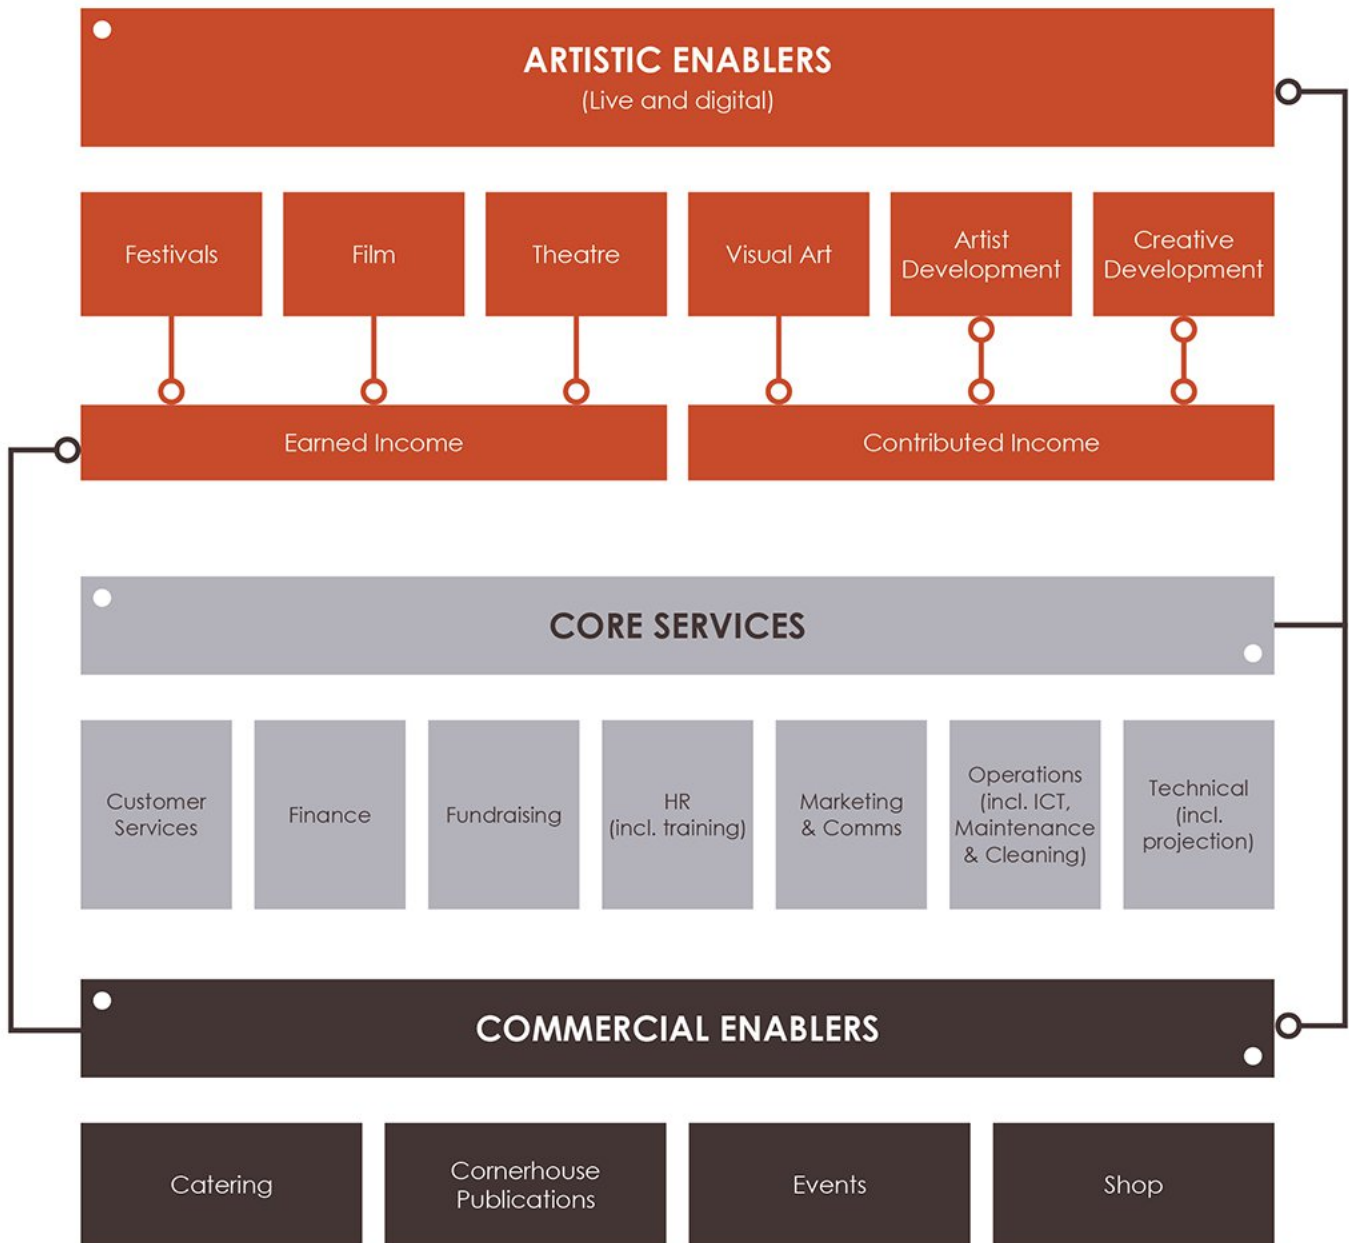 ARTISTIC ENABLERS
(Live and digital)
Festivals
Film
Theatre
Visual Art
Artist
Development
Creative
Development
Earned Income
Contributed Income
CORE SERVICES
Customer
Services
Finance
Fundraising
HR
(incl. training)
Marketing
& Comms
Operations
(incl. ICT,
Maintenance
& Cleaning)
Technical
(incl.
projection)
COMMERCIAL ENABLERS
Catering
Cornerhouse
Publications
Events
Shop